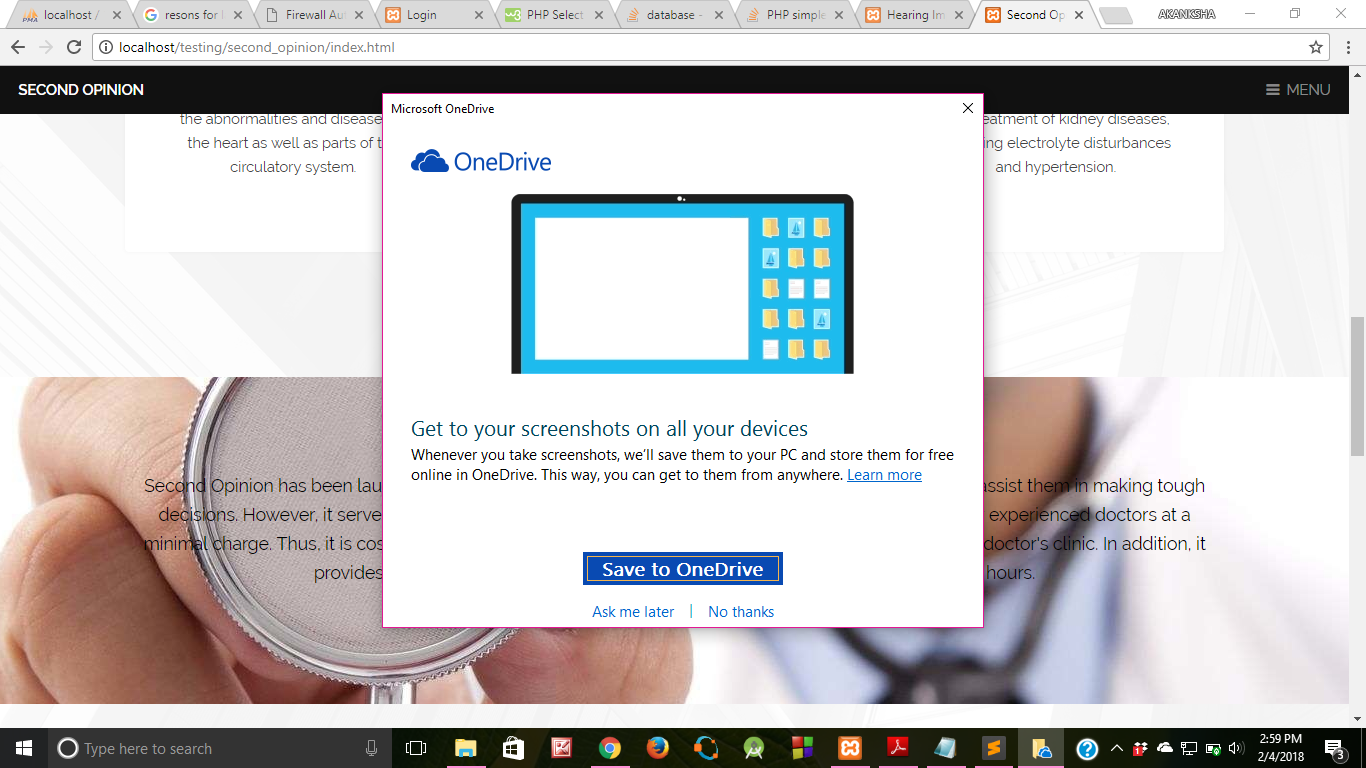 localhost /
resons for
Firewall Aut
Login
PHP Select
database -
PHP simple
Hearing Im
Second Op
AKANKSHA
localhost/testing/second_opinion/index.html
SECOND OPINION
MENU
the abnormalities and disease
the heart as well as parts of t
circulatory system.
eatment of kidney diseases,
ing electrolyte disturbances
and hypertension.
Microsoft OneDrive
OneDrive
Get to your screenshots on all your devices
Whenever you take screenshots, we'll save them to your PC and store them for free
online in OneDrive. This way, you can get to them from anywhere. Learn more
Save to OneDrive
Ask me later | No thanks
Second Opinion has been lau
assist them in making tough
decisions. However, it serve
experienced doctors at a
minimal charge. Thus, it is cos
doctor's clinic. In addition, it
provides
hours.
Type here to search
2:59 PM
2/4/2018
3